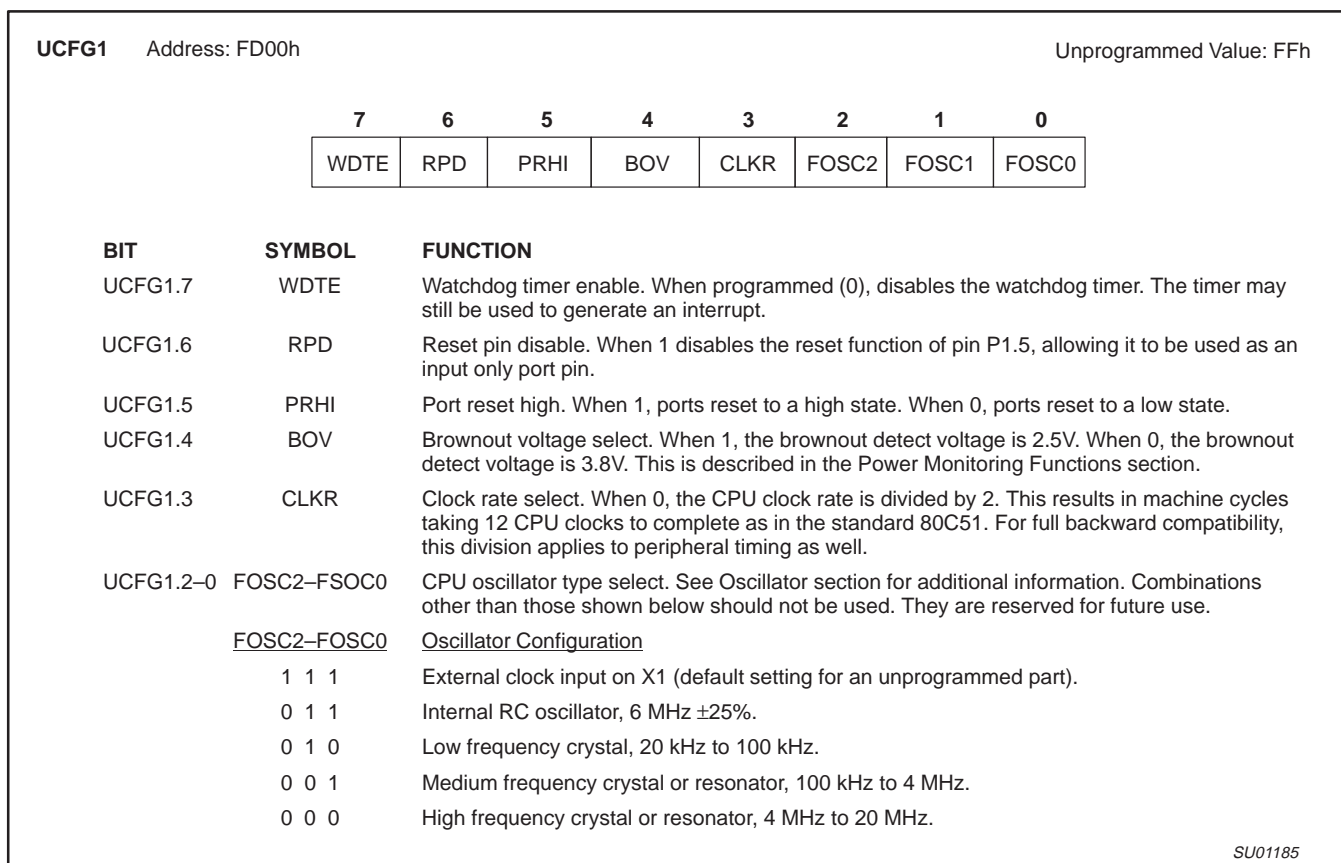 UCFG1 Address: FD00h Unprogrammed Value: FFh
7 6 5 4 3 2 1 0
WDTE RPD PRHI BOV CLKR FOSC2 FOSC1 FOSC0
BIT SYMBOL FUNCTION
UCFG1.7 WDTE Watchdog timer enable. When programmed (0), disables the watchdog timer. The timer may
still be used to generate an interrupt.
UCFG1.6 RPD Reset pin disable. When 1 disables the reset function of pin P1.5, allowing it to be used as an
input only port pin.
UCFG1.5 PRHI Port reset high. When 1, ports reset to a high state. When 0, ports reset to a low state.
UCFG1.4 BOV Brownout voltage select. When 1, the brownout detect voltage is 2.5V. When 0, the brownout
detect voltage is 3.8V. This is described in the Power Monitoring Functions section.
UCFG1.3 CLKR Clock rate select. When 0, the CPU clock rate is divided by 2. This results in machine cycles
taking 12 CPU clocks to complete as in the standard 80C51. For full backward compatibility,
this division applies to peripheral timing as well.
UCFG1.2–0 FOSC2–FSOC0 CPU oscillator type select. See Oscillator section for additional information. Combinations
other than those shown below should not be used. They are reserved for future use.
FOSC2–FOSC0 Oscillator Configuration
1 1 1 External clock input on X1 (default setting for an unprogrammed part).
0 1 1 Internal RC oscillator, 6 MHz ±25%.
0 1 0 Low frequency crystal, 20 kHz to 100 kHz.
0 0 1 Medium frequency crystal or resonator, 100 kHz to 4 MHz.
0 0 0 High frequency crystal or resonator, 4 MHz to 20 MHz.
SU01185